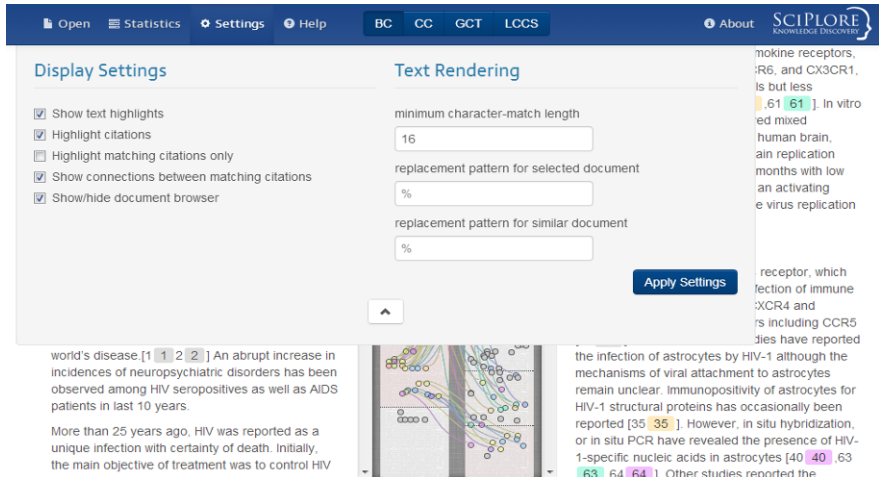 Open Statistics Settings Help BC CC GCT LCCS About SCIPLORE
KNOWLEDGE DISCOVERY
Display Settings
Show text highlights
Highlight citations
Highlight matching citations only
Show connections between matching citations
Show/hide document browser
Text Rendering
minimum character-match length
16
replacement pattern for selected document
%
replacement pattern for similar document
%
Apply Settings
world's disease.[1 1 2 2 ] An abrupt increase in
incidences of neuropsychiatric disorders has been
observed among HIV seropositives as well as AIDS
patients in last 10 years.
More than 25 years ago, HIV was reported as a
unique infection with certainty of death. Initially,
the main objective of treatment was to control HIV
receptors,
and CX3CR1,
but less
,61 61 ]. In vitro
mixed
human brain,
replication
months with low
an activating
virus replication
receptor, which
of immune
and
including CCR5
have reported
the infection of astrocytes by HIV-1 although the
mechanisms of viral attachment to astrocytes
remain unclear. Immunopositivity of astrocytes for
HIV-1 structural proteins has occasionally been
reported [35 35 ]. However, in situ hybridization,
or in situ PCR have revealed the presence of HIV-
1-specific nucleic acids in astrocytes [40 40 ,63
63 ,64 64 ]. Other studies reported the